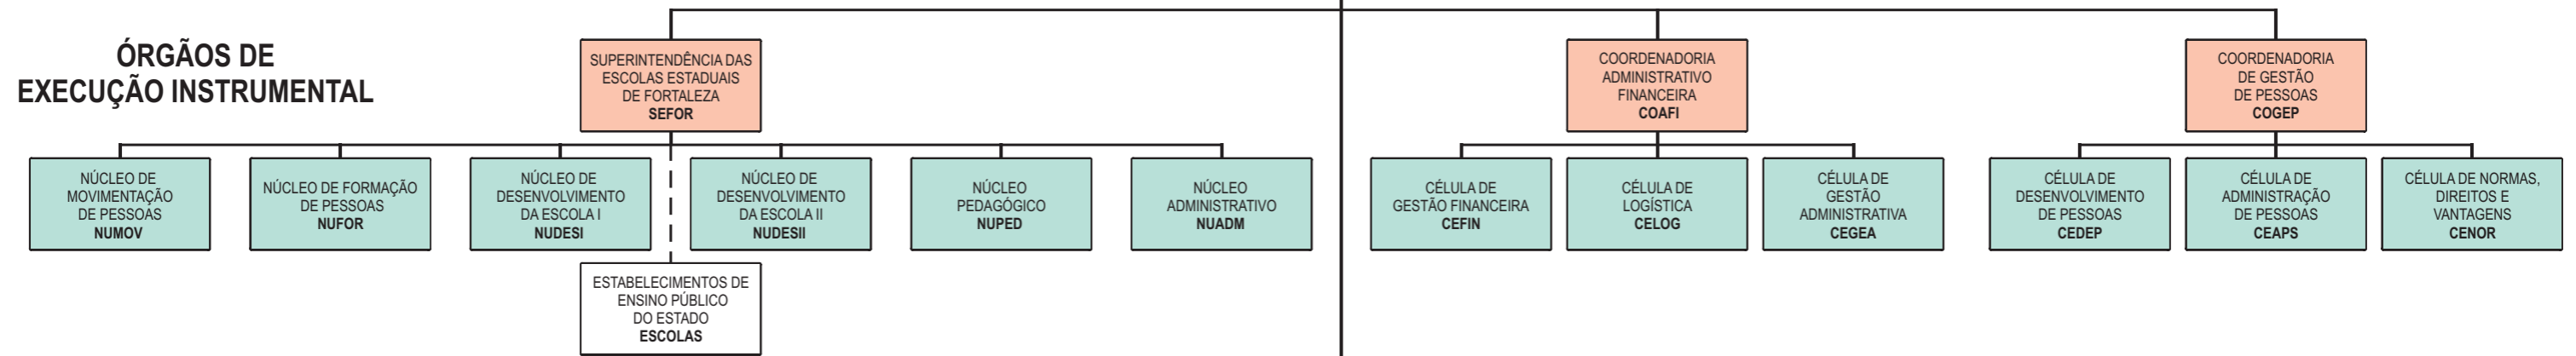 ÓRGÃOS DE
EXECUÇÃO INSTRUMENTAL
SUPERINTENDÊNCIA DAS
ESCOLAS ESTADUAIS
DE FORTALEZA
SEFOR
COORDENADORIA
ADMINISTRATIVO
FINANCEIRA
COAFI
COORDENADORIA
DE GESTÃO
DE PESSOAS
COGEP
NÚCLEO DE
MOVIMENTAÇÃO
DE PESSOAS
NUMOV
NÚCLEO DE FORMAÇÃO
DE PESSOAS
NUFOR
NÚCLEO DE
DESENVOLVIMENTO
DA ESCOLA I
NUDESI
NÚCLEO DE
DESENVOLVIMENTO
DA ESCOLA II
NUDESII
NÚCLEO
PEDAGÓGICO
NUPED
NÚCLEO
ADMINISTRATIVO
NUADM
CÉLULA DE
GESTÃO FINANCEIRA
CEFIN
CÉLULA DE
LOGÍSTICA
CELOG
CÉLULA DE
GESTÃO
ADMINISTRATIVA
CEGEA
CÉLULA DE
DESENVOLVIMENTO
DE PESSOAS
CEDEP
CÉLULA DE
ADMINISTRAÇÃO
DE PESSOAS
CEAPS
CÉLULA DE NORMAS,
DIREITOS E
VANTAGENS
CENOR
ESTABELECIMENTOS DE
ENSINO PÚBLICO
DO ESTADO
ESCOLAS